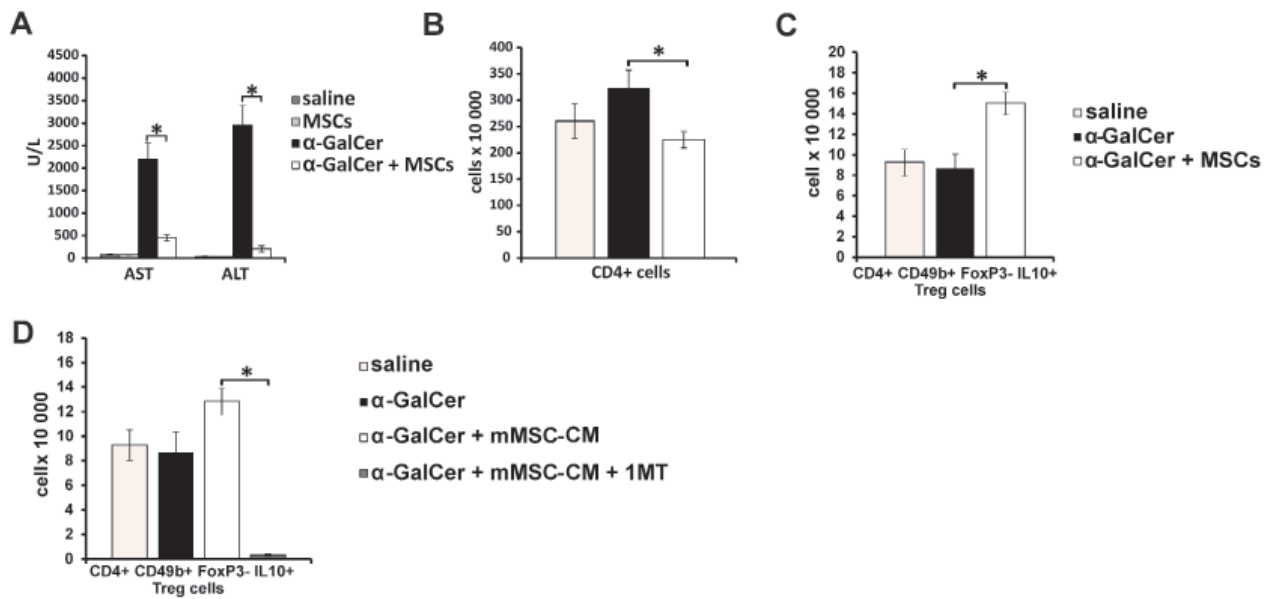 A
4500
4000
3500
3000
2500
2000
1500
1000
500
0
U/L
*
*
AST
ALT
saline
MSCs
α-GalCer
α-GalCer + MSCs
B
400
350
300
250
200
150
100
50
0
cells x 10 000
*
CD4+ cells
C
20
18
16
14
12
10
8
6
4
2
0
cell x 10 000
*
CD4+ CD49b+ FoxP3- IL10+
Treg cells
saline
α-GalCer
α-GalCer + MSCs
D
18
16
14
12
10
8
6
4
2
0
cellx 10 000
*
CD4+ CD49b+ FoxP3- IL10+
Treg cells
saline
α-GalCer
α-GalCer + mMSC-CM
α-GalCer + mMSC-CM + 1MT